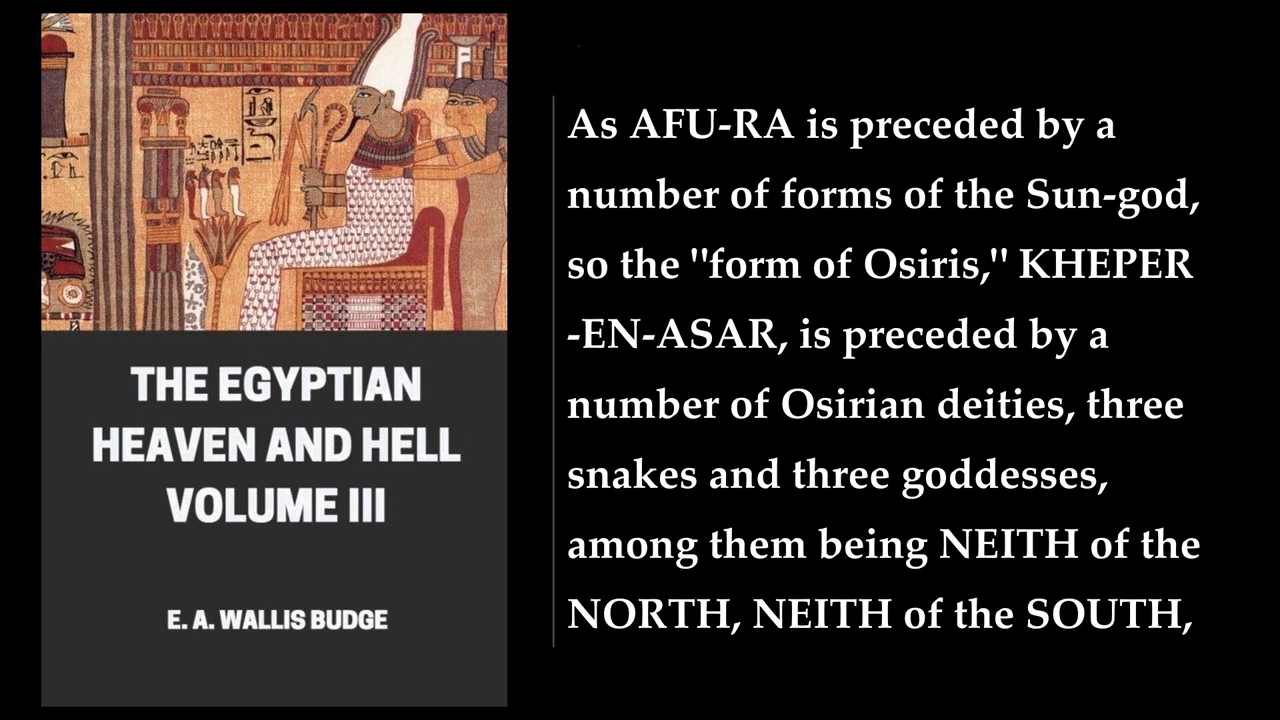 THE EGYPTIAN
HEAVEN AND HELL
VOLUME III
E. A. WALLIS BUDGE
As AFU-RA is preceded by a
number of forms of the Sun-god,
so the "form of Osiris," KHEPER
-EN-ASAR, is preceded by a
number of Osirian deities, three
snakes and three goddesses,
among them being NEITH of the
NORTH, NEITH of the SOUTH,